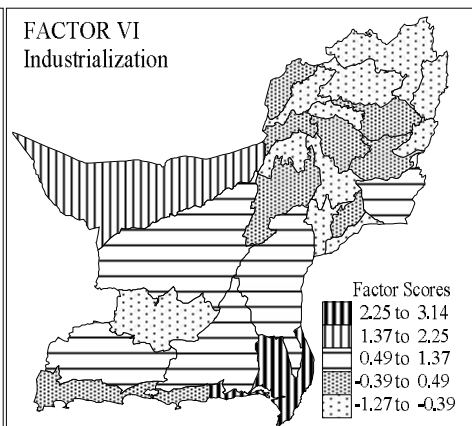 FACTOR VI
Industrialization
Factor Scores
2.25 to 3.14
1.37 to 2.25
0.49 to 1.37
-0.39 to 0.49
-1.27 to -0.39